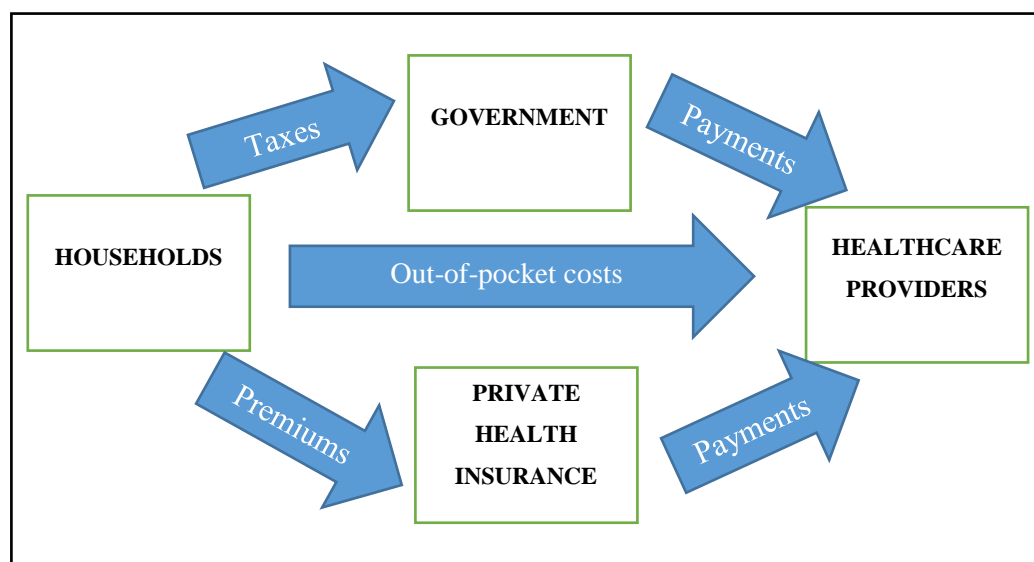 GOVERNMENT
Taxes
Payments
HOUSEHOLDS
Out-of-pocket costs
HEALTHCARE
PROVIDERS
Premiums
PRIVATE
HEALTH
INSURANCE
Payments